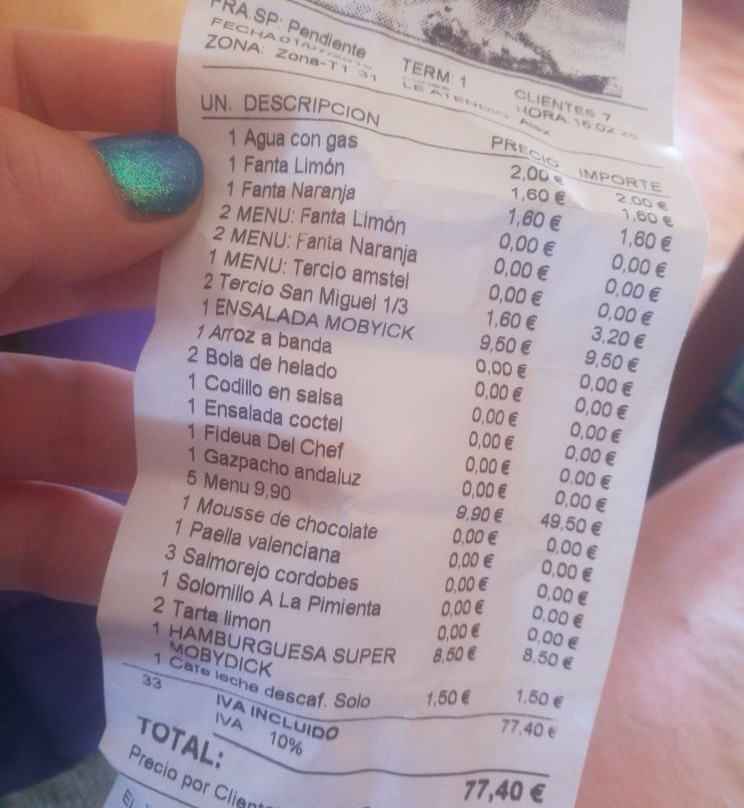 FRA.SP: Pendiente
FECHA
ZONA: Zona-T1 31
TERM: 1
CLIENTES 7
HORA: 16:02
UN. DESCRIPCION PRECIO IMPORTE
1 Agua con gas 2,00 € 2,00 €
1 Fanta Limón 1,60 € 1,60 €
1 Fanta Naranja 1,60 € 1,60 €
2 MENU: Fanta Limón 0,00 € 0,00 €
2 MENU: Fanta Naranja 0,00 € 0,00 €
1 MENU: Tercio amstel 0,00 € 0,00 €
2 Tercio San Miguel 1/3 1,60 € 3,20 €
1 ENSALADA MOBYICK 9,50 € 9,50 €
1 Arroz a banda 0,00 € 0,00 €
2 Bola de helado 0,00 € 0,00 €
1 Codillo en salsa 0,00 € 0,00 €
1 Ensalada coctel 0,00 € 0,00 €
1 Fideua Del Chef 0,00 € 0,00 €
1 Gazpacho andaluz 0,00 € 0,00 €
5 Menu 9,90 9,90 € 49,50 €
1 Mousse de chocolate 0,00 € 0,00 €
1 Paella valenciana 0,00 € 0,00 €
3 Salmorejo cordobes 0,00 € 0,00 €
1 Solomillo A La Pimienta 0,00 € 0,00 €
2 Tarta limon 0,00 € 0,00 €
1 HAMBURGUESA SUPER 8,50 € 8,50 €
MOBYDICK
1 Cafe leche descaf. Solo 1,50 € 1,50 €
33 IVA INCLUIDO 77,40 €
IVA 10%
TOTAL: 77,40 €
Precio por